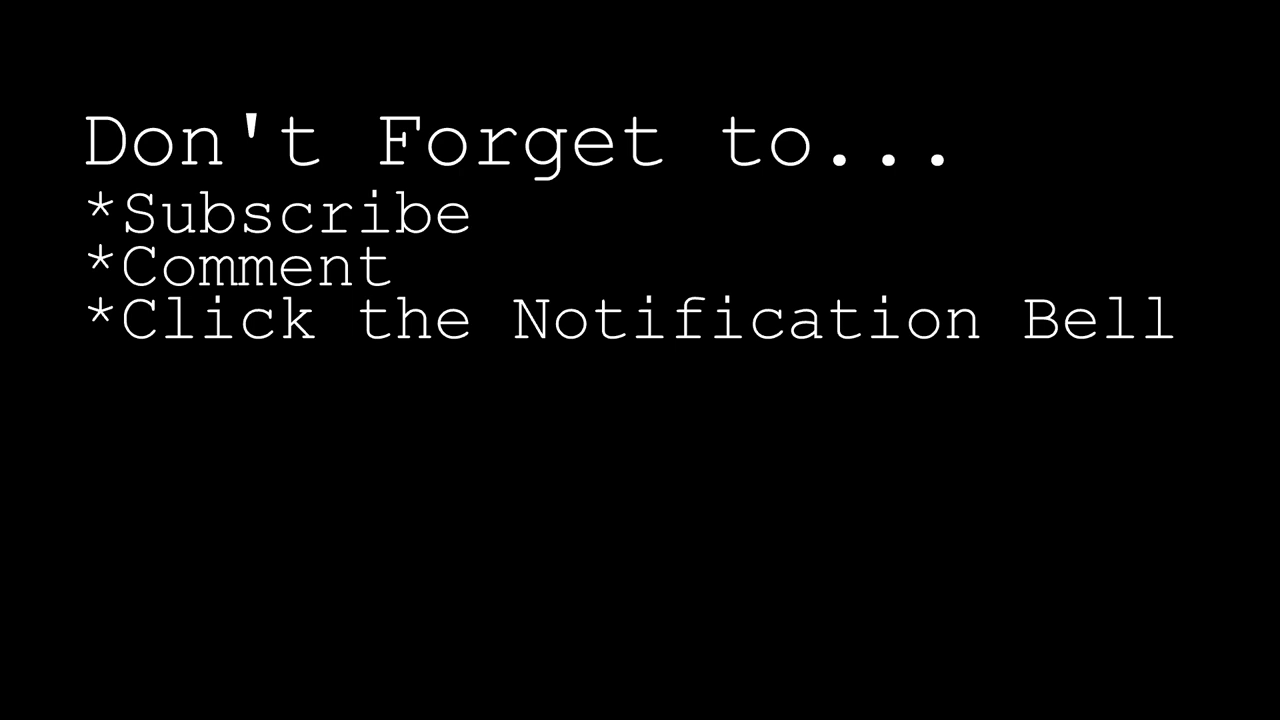 Don't Forget to...
*Subscribe
*Comment
*Click the Notification Bell